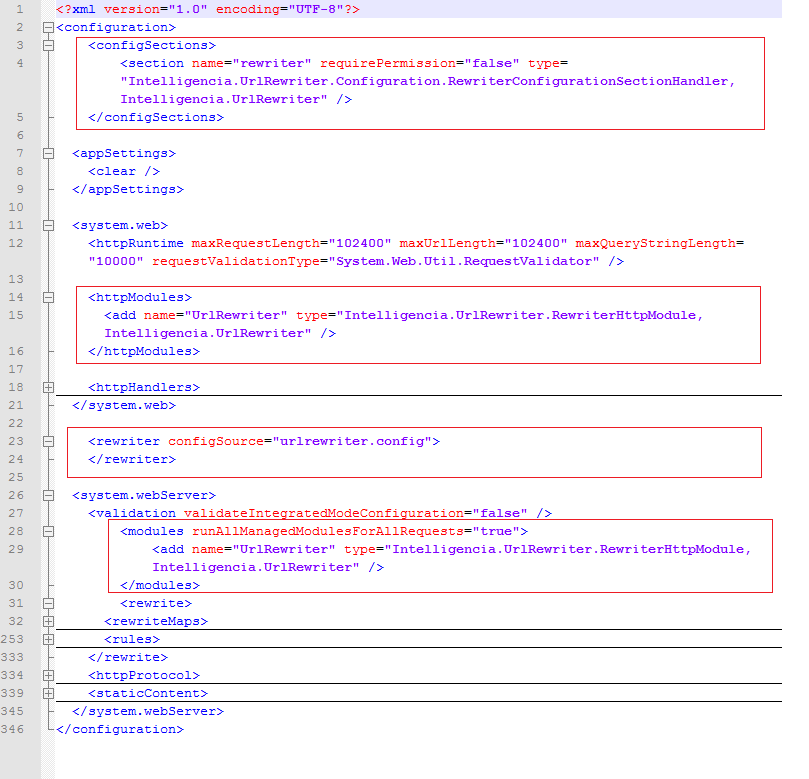 1 <?xml version="1.0" encoding="UTF-8"?>
2 <configuration>
3 <configSections>
4 <section name="rewriter" requirePermission="false" type=
"Intelligencia.UrlRewriter.Configuration.RewriterConfigurationSectionHandler,
Intelligencia.UrlRewriter" />
5 </configSections>
6
7 <appSettings>
8 <clear />
9 </appSettings>
10
11 <system.web>
12 <httpRuntime maxRequestLength="102400" maxUrlLength="102400" maxQueryStringLength=
"10000" requestValidationType="System.Web.Util.RequestValidator" />
13
14 <httpModules>
15 <add name="UrlRewriter" type="Intelligencia.UrlRewriter.RewriterHttpModule,
Intelligencia.UrlRewriter" />
16 </httpModules>
17
18 <httpHandlers>
21 </system.web>
22
23 <rewriter configSource="urlrewriter.config">
24 </rewriter>
25
26 <system.webServer>
27 <validation validateIntegratedModeConfiguration="false" />
28 <modules runAllManagedModulesForAllRequests="true">
29 <add name="UrlRewriter" type="Intelligencia.UrlRewriter.RewriterHttpModule,
Intelligencia.UrlRewriter" />
30 </modules>
31 <rewrite>
32 <rewriteMaps>
253 <rules>
333 </rewrite>
334 <httpProtocol>
339 <staticContent>
345 </system.webServer>
346 </configuration>